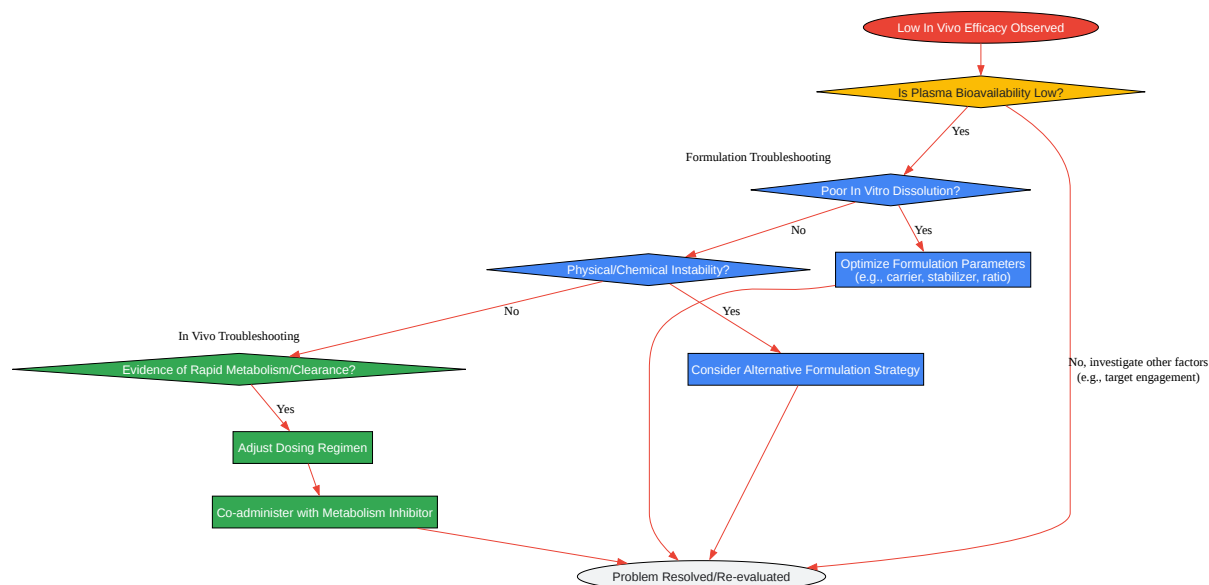 Low In Vivo Efficacy Observed
Is Plasma Bioavailability Low?
Yes
Formulation Troubleshooting
Poor In Vitro Dissolution?
No
Yes
Optimize Formulation Parameters
(e.g., carrier, stabilizer, ratio)
Physical/Chemical Instability?
No
Yes
In Vivo Troubleshooting
Evidence of Rapid Metabolism/Clearance?
Consider Alternative Formulation Strategy
No, investigate other factors
(e.g., target engagement)
Yes
Adjust Dosing Regimen
Co-administer with Metabolism Inhibitor
Problem Resolved/Re-evaluated